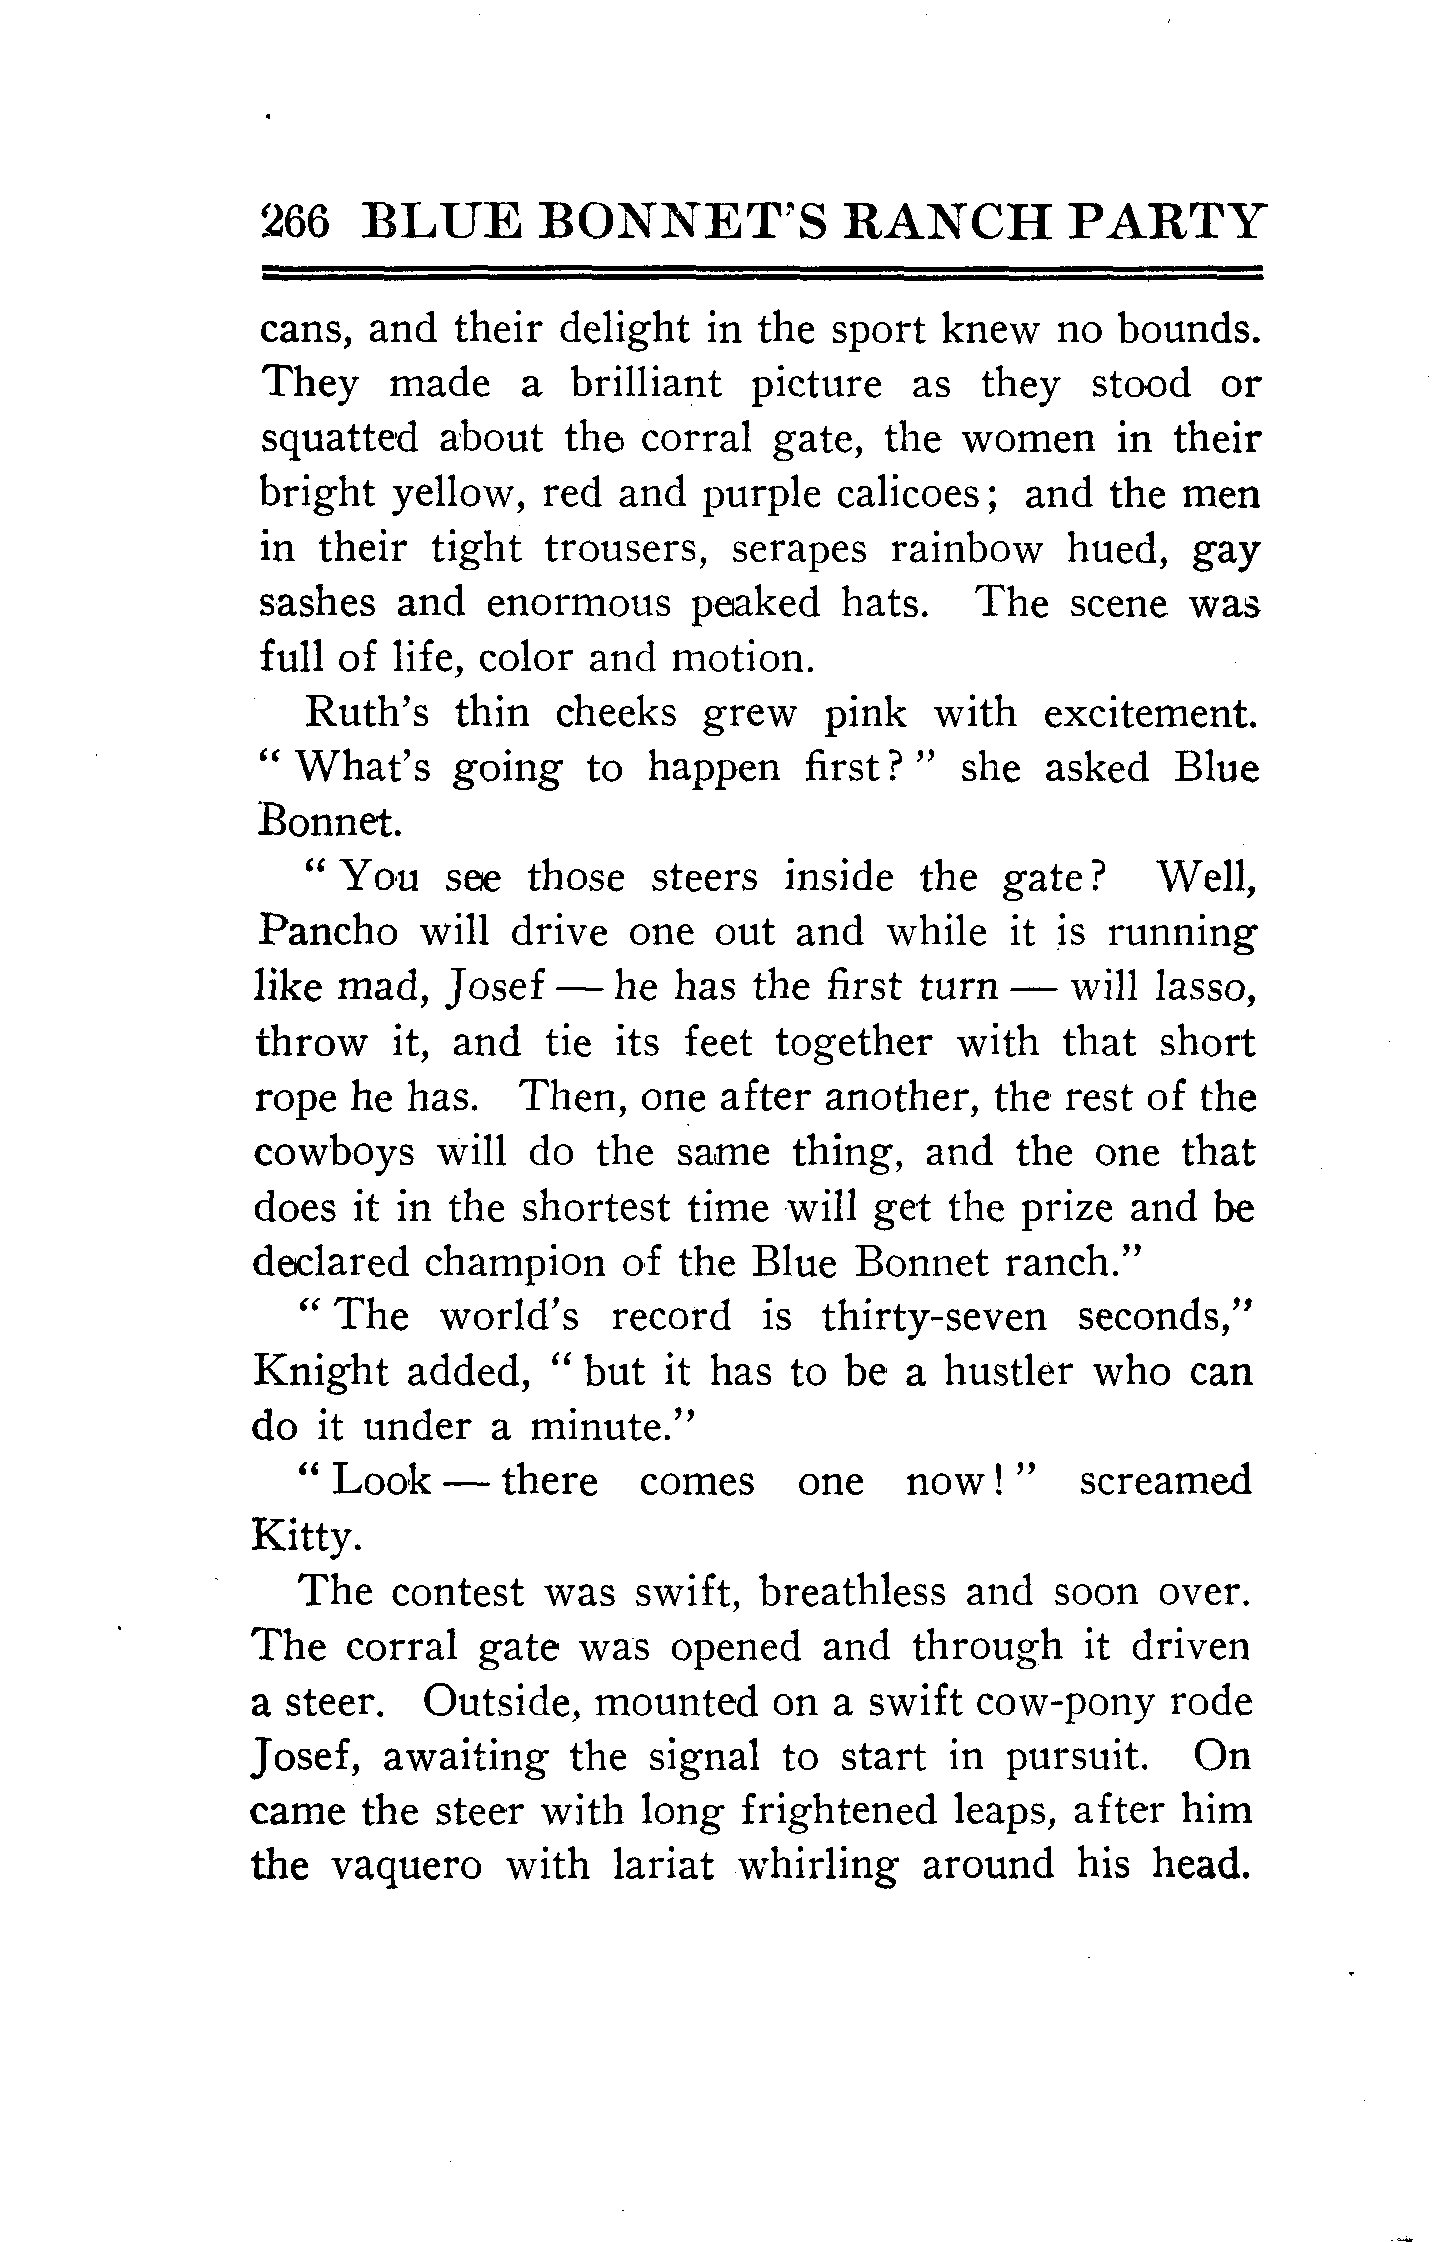 266 BLUE BONNET'S RANCH PARTY
cans, and their delight in the sport knew no bounds.
They made a brilliant picture as they stood or
squatted about the corral gate, the women in their
bright yellow, red and purple calicoes; and the men
in their tight trousers, serapes rainbow hued, gay
sashes and enormous peaked hats. The scene was
full of life, color and motion.
Ruth's thin cheeks grew pink with excitement.
" What's going to happen first? " she asked Blue
Bonnet.
" You see those steers inside the gate? Well,
Pancho will drive one out and while it is running
like mad, Josef — he has the first turn — will lasso,
throw it, and tie its feet together with that short
rope he has. Then, one after another, the rest of the
cowboys will do the same thing, and the one that
does it in the shortest time will get the prize and be
declared champion of the Blue Bonnet ranch."
" The world's record is thirty-seven seconds,"
Knight added, " but it has to be a hustler who can
do it under a minute."
" Look — there comes one now! " screamed
Kitty.
The contest was swift, breathless and soon over.
The corral gate was opened and through it driven
a steer. Outside, mounted on a swift cow-pony rode
Josef, awaiting the signal to start in pursuit. On
came the steer with long frightened leaps, after him
the vaquero with lariat whirling around his head.